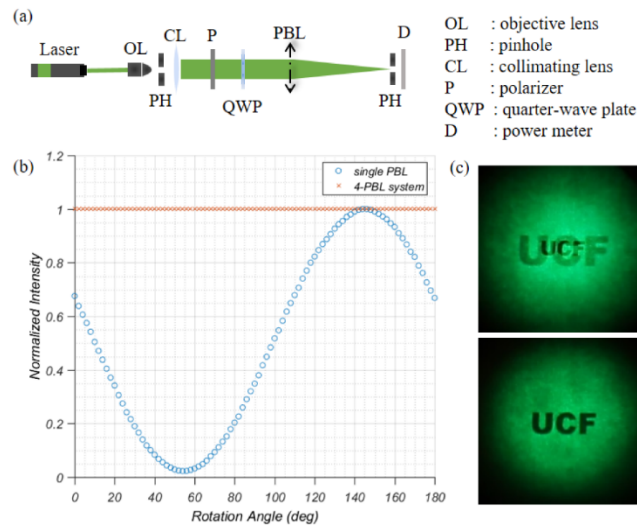 (a)
Laser
OL
CL
P
PBL
D
PH
QWP
PH
OL : objective lens
PH : pinhole
CL : collimating lens
P : polarizer
QWP : quarter-wave plate
D : power meter
(b)
1.2
1
0.8
0.6
0.4
0.2
0
Normalized Intensity
single PBL
4-PBL system
0 20 40 60 80 100 120 140 160 180
Rotation Angle (deg)
(c)
UCF
UCF
UCF